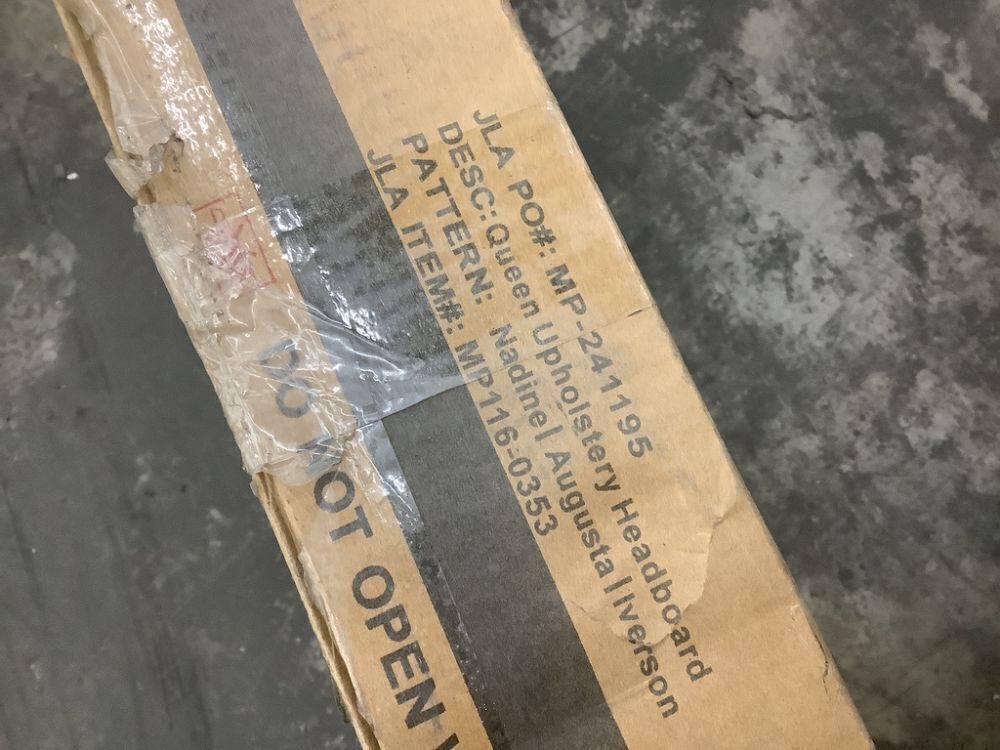 JLA PO#: MP-241195
DESC: Queen Upholstery Headboard
PATTERN: Nadine| Augusta| Iverson
JLA ITEM#: MP116-0353
DO NOT OPEN